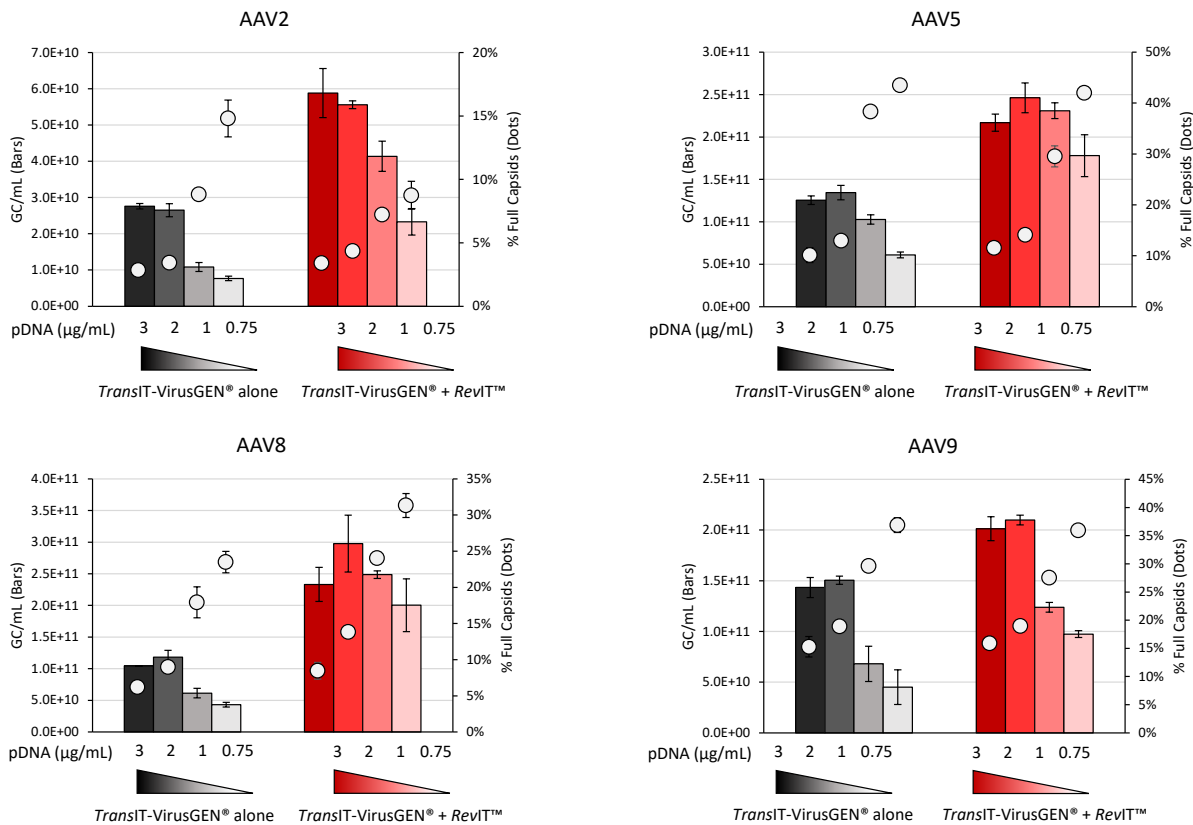 AAV2
7.0E+10
6.0E+10
5.0E+10
4.0E+10
3.0E+10
2.0E+10
1.0E+10
0.0E+00
GC/mL (Bars)
20%
15%
10%
5%
0%
% Full Capsids (Dots)
pDNA (µg/mL) 3 2 1 0.75 3 2 1 0.75
TransIT-VirusGEN® alone TransIT-VirusGEN® + RevIT™
AAV5
3.0E+11
2.5E+11
2.0E+11
1.5E+11
1.0E+11
5.0E+10
0.0E+00
GC/mL (Bars)
50%
40%
30%
20%
10%
0%
% Full Capsids (Dots)
pDNA (µg/mL) 3 2 1 0.75 3 2 1 0.75
TransIT-VirusGEN® alone TransIT-VirusGEN® + RevIT™
AAV8
4.0E+11
3.5E+11
3.0E+11
2.5E+11
2.0E+11
1.5E+11
1.0E+11
5.0E+10
0.0E+00
GC/mL (Bars)
35%
30%
25%
20%
15%
10%
5%
0%
% Full Capsids (Dots)
pDNA (µg/mL) 3 2 1 0.75 3 2 1 0.75
TransIT-VirusGEN® alone TransIT-VirusGEN® + RevIT™
AAV9
2.5E+11
2.0E+11
1.5E+11
1.0E+11
5.0E+10
0.0E+00
GC/mL (Bars)
45%
40%
35%
30%
25%
20%
15%
10%
5%
0%
% Full Capsids (Dots)
pDNA (µg/mL) 3 2 1 0.75 3 2 1 0.75
TransIT-VirusGEN® alone TransIT-VirusGEN® + RevIT™